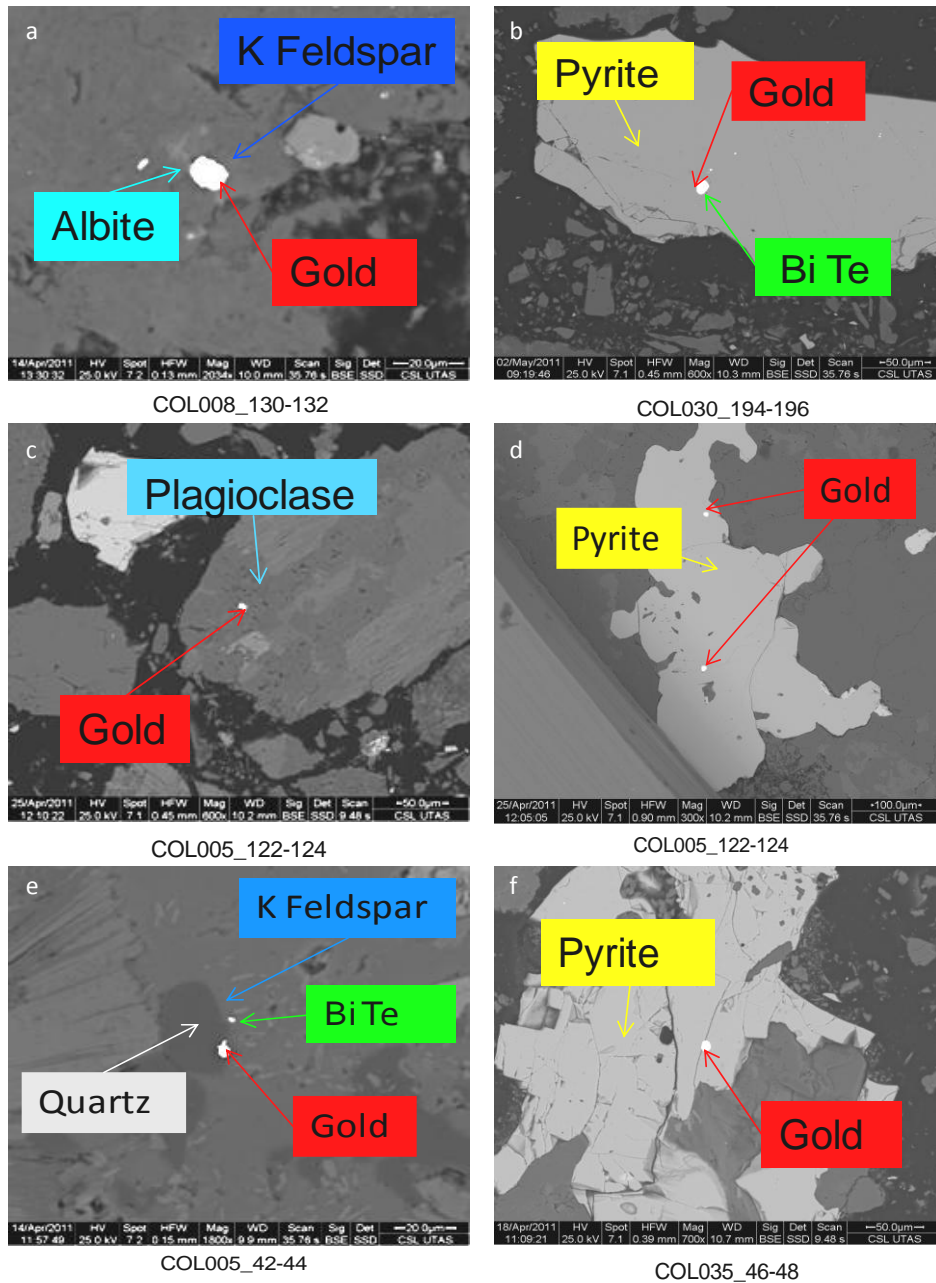 a
K Feldspar
Albite
Gold
14/Apr/2011 HV Spot HFW Mag WD Scan Sig Det 20.0µm
13:30:32 25.0 kV 7.2 0.13 mm 2034x 10.0 mm 35.76 s BSE SSD CSL UTAS
COL008_130-132
b
Pyrite
Gold
Bi Te
02/May/2011 HV Spot HFW Mag WD Scan Sig Det 50.0µm
09:19:46 25.0 kV 7.1 0.45 mm 600x 10.3 mm 35.76 s BSE SSD CSL UTAS
COL030_194-196
c
Plagioclase
Gold
25/Apr/2011 HV Spot HFW Mag WD Sig Det Scan 50.0µm
12:10:22 25.0 kV 7.1 0.45 mm 600x 10.2 mm BSE SSD 9.48 s CSL UTAS
COL005_122-124
d
Gold
Pyrite
25/Apr/2011 HV Spot HFW Mag WD Sig Det Scan 100.0µm
12:05:05 25.0 kV 7.1 0.90 mm 300x 10.2 mm BSE SSD 35.76 s CSL UTAS
COL005_122-124
e
K Feldspar
Bi Te
Quartz
Gold
14/Apr/2011 HV Spot HFW Mag WD Scan Sig Det 20.0µm
11:57:49 25.0 kV 7.2 0.15 mm 1800x 9.9 mm 35.76 s BSE SSD CSL UTAS
COL005_42-44
f
Pyrite
Gold
18/Apr/2011 HV Spot HFW Mag WD Sig Det Scan 50.0µm
11:09:21 25.0 kV 7.1 0.39 mm 700x 10.7 mm BSE SSD 9.48 s CSL UTAS
COL035_46-48